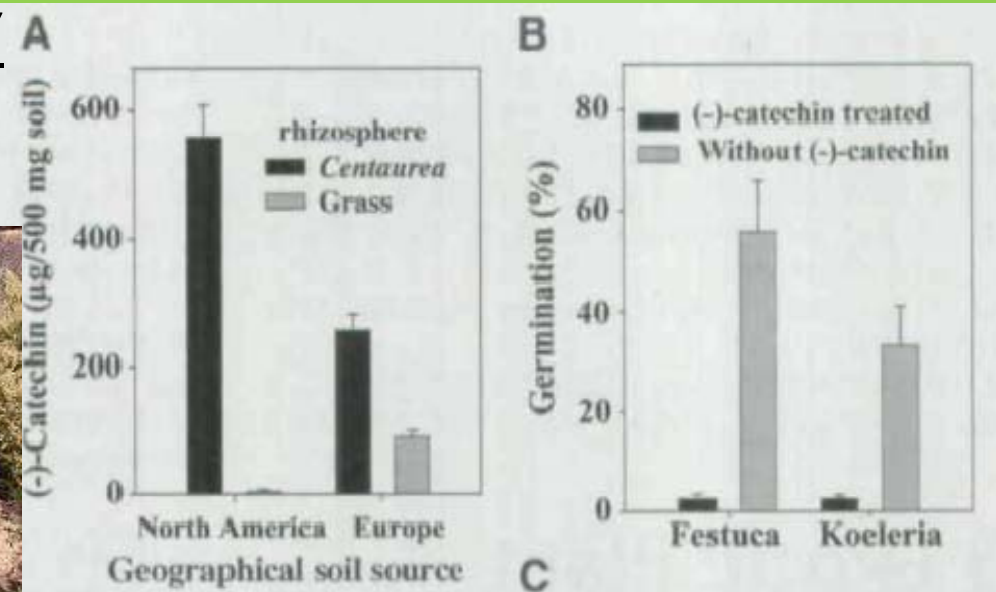 A
(-)-Catechin (µg/500 mg soil)
600
400
200
0
rhizosphere
Centaurea
Grass
North America Europe
Geographical soil source
B
Germination (%)
80
60
40
20
0
(-)-catechin treated
Without (-)-catechin
Festuca Koeleria
C